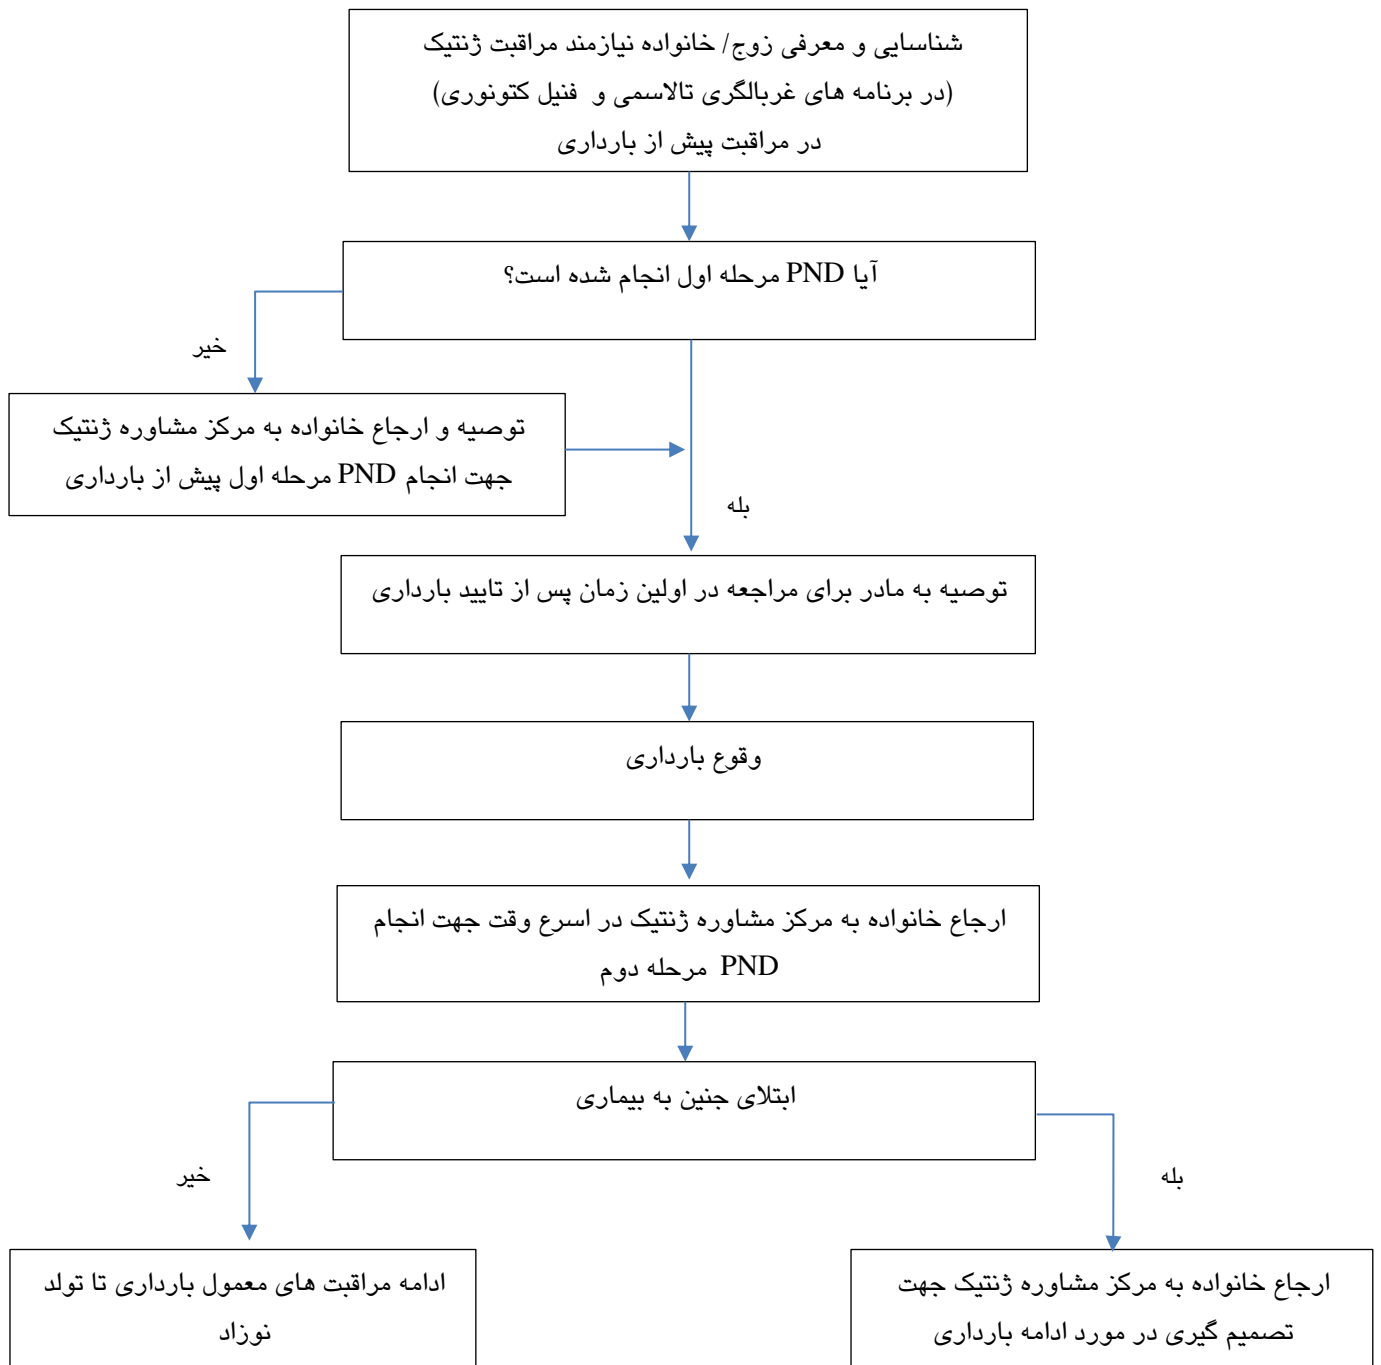 شناسایی و معرفی زوج/ خانواده نیازمند مراقبت ژنتیک
(در برنامه های غربالگری تالاسمی و فنیل کتونوری)
در مراقبت پیش از بارداری
آیا PND مرحله اول انجام شده است؟
خیر
توصیه و ارجاع خانواده به مرکز مشاوره ژنتیک
جهت انجام PND مرحله اول پیش از بارداری
بله
توصیه به مادر برای مراجعه در اولین زمان پس از تایید بارداری
وقوع بارداری
ارجاع خانواده به مرکز مشاوره ژنتیک در اسرع وقت جهت انجام
PND مرحله دوم
ابتلای جنین به بیماری
بله
خیر
ارجاع خانواده به مرکز مشاوره ژنتیک جهت
تصمیم گیری در مورد ادامه بارداری
ادامه مراقبت های معمول بارداری تا تولد
نوزاد